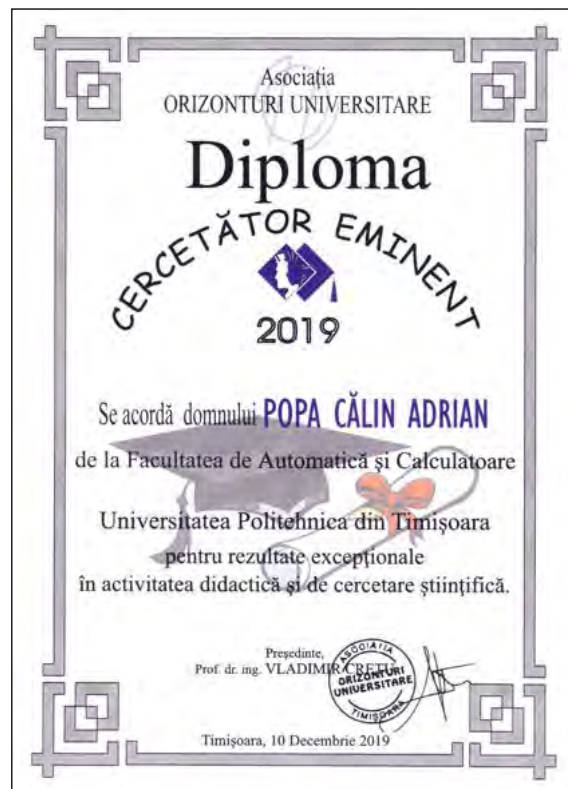 Asociația
ORIZONTURI UNIVERSITARE
Diploma
CERCETĂTOR EMINENT
2019
Se acordă domnului POPA CĂLIN ADRIAN
de la Facultatea de Automatică și Calculatoare
Universitatea Politehnica din Timișoara
pentru rezultate excepționale
în activitatea didactică și de cercetare științifică.
Președinte,
Prof. dr. ing. VLADIMIR CREȚU
ASOCIAȚIA
ORIZONTURI
UNIVERSITARE
TIMIȘOARA
Timișoara, 10 Decembrie 2019